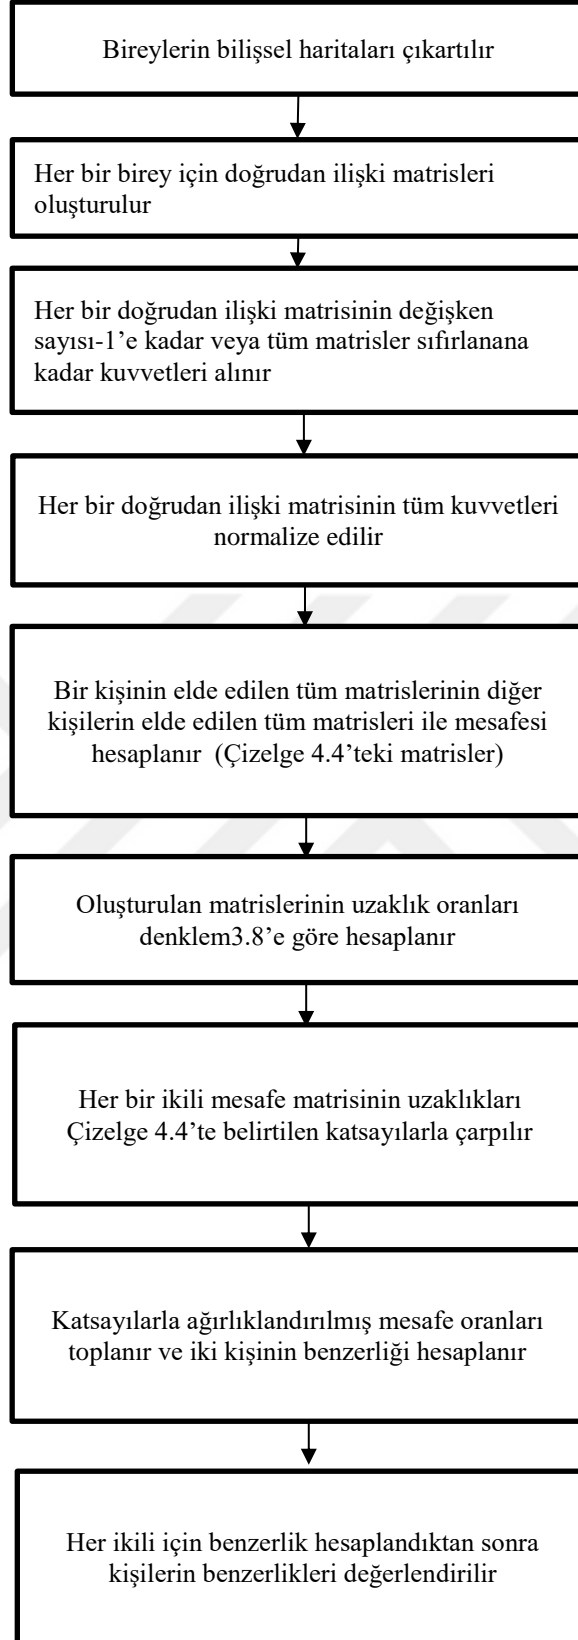 Bireylerin bilişsel haritaları çıkartılır
Her bir birey için doğrudan ilişki matrisleri
oluşturulur
Her bir doğrudan ilişki matrisinin değişken
sayısı-1’e kadar veya tüm matrisler sıfırlanana
kadar kuvvetleri alınır
Her bir doğrudan ilişki matrisinin tüm kuvvetleri
normalize edilir
Bir kişinin elde edilen tüm matrislerinin diğer
kişilerin elde edilen tüm matrisleri ile mesafesi
hesaplanır (Çizelge 4.4’teki matrisler)
Oluşturulan matrislerinin uzaklık oranları
denklem3.8’e göre hesaplanır
Her bir ikili mesafe matrisinin uzaklıkları
Çizelge 4.4’te belirtilen katsayılarla çarpılır
Katsayılarla ağırlıklandırılmış mesafe oranları
toplanır ve iki kişinin benzerliği hesaplanır
Her ikili için benzerlik hesaplandıktan sonra
kişilerin benzerlikleri değerlendirilir